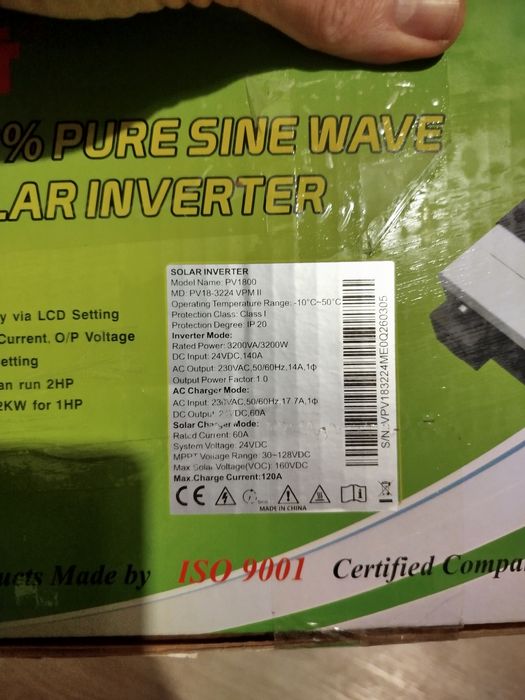 % PURE SINE WAVE
LAR INVERTER
y via LCD Setting
Current, O/P Voltage
etting
an run 2HP
2KW for 1HP
SOLAR INVERTER
Model Name: PV1800
MD: PV18-3224 VPM II
Operating Temperature Range: -10°C~50°C
Protection Class: Class I
Protection Degree: IP 20
Inverter Mode:
Rated Power: 3200VA/3200W
DC Input: 24VDC,140A
AC Output: 230VAC,50/60HZ,14A,1Φ
Output Power Factor:1.0
AC Charger Mode:
AC Input: 230VAC,50/60HZ,17.7A,1Φ
DC Output: 24VDC,60A
Solar Charger Mode:
Rated Current: 60A
System Voltage: 24VDC
MPPT Voltage Range: 30~128VDC
Max Solar Voltage(VOC): 160VDC
Max.Charge Current:120A
CE
MADE IN CHINA
S/N.:VPV183224ME0Q260305
ucts Made by ISO 9001 Certified Compa